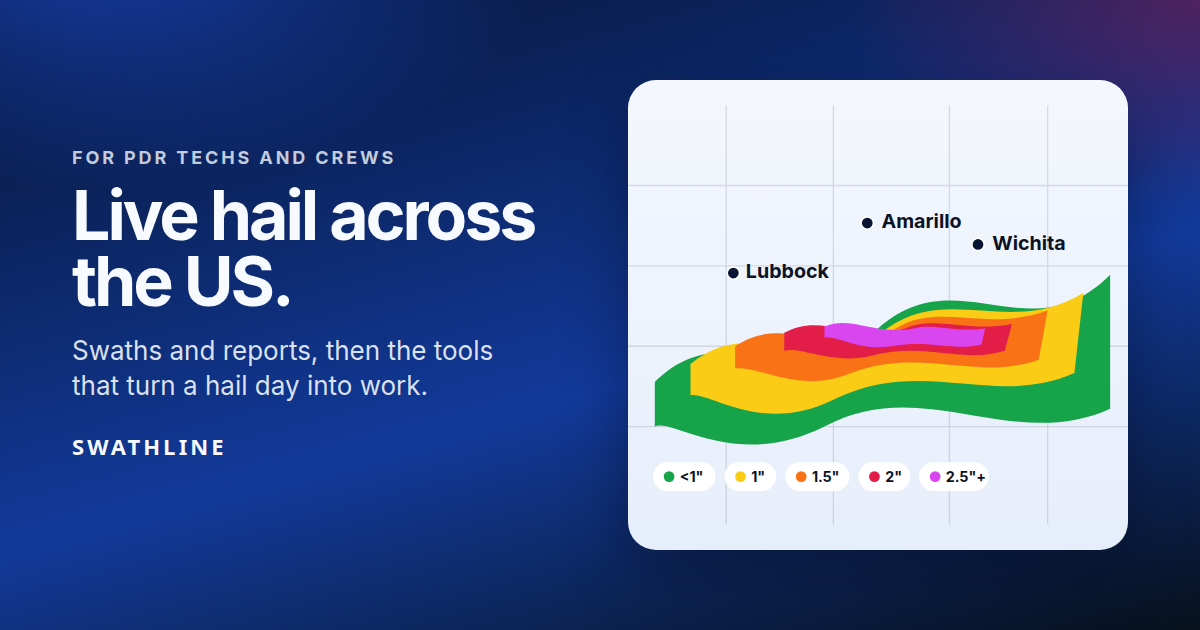 FOR PDR TECHS AND CREWS
Live hail across
the US.
Swaths and reports, then the tools
that turn a hail day into work.
SWATHLINE
Amarillo
Wichita
Lubbock
<1" 1" 1.5" 2" 2.5"+